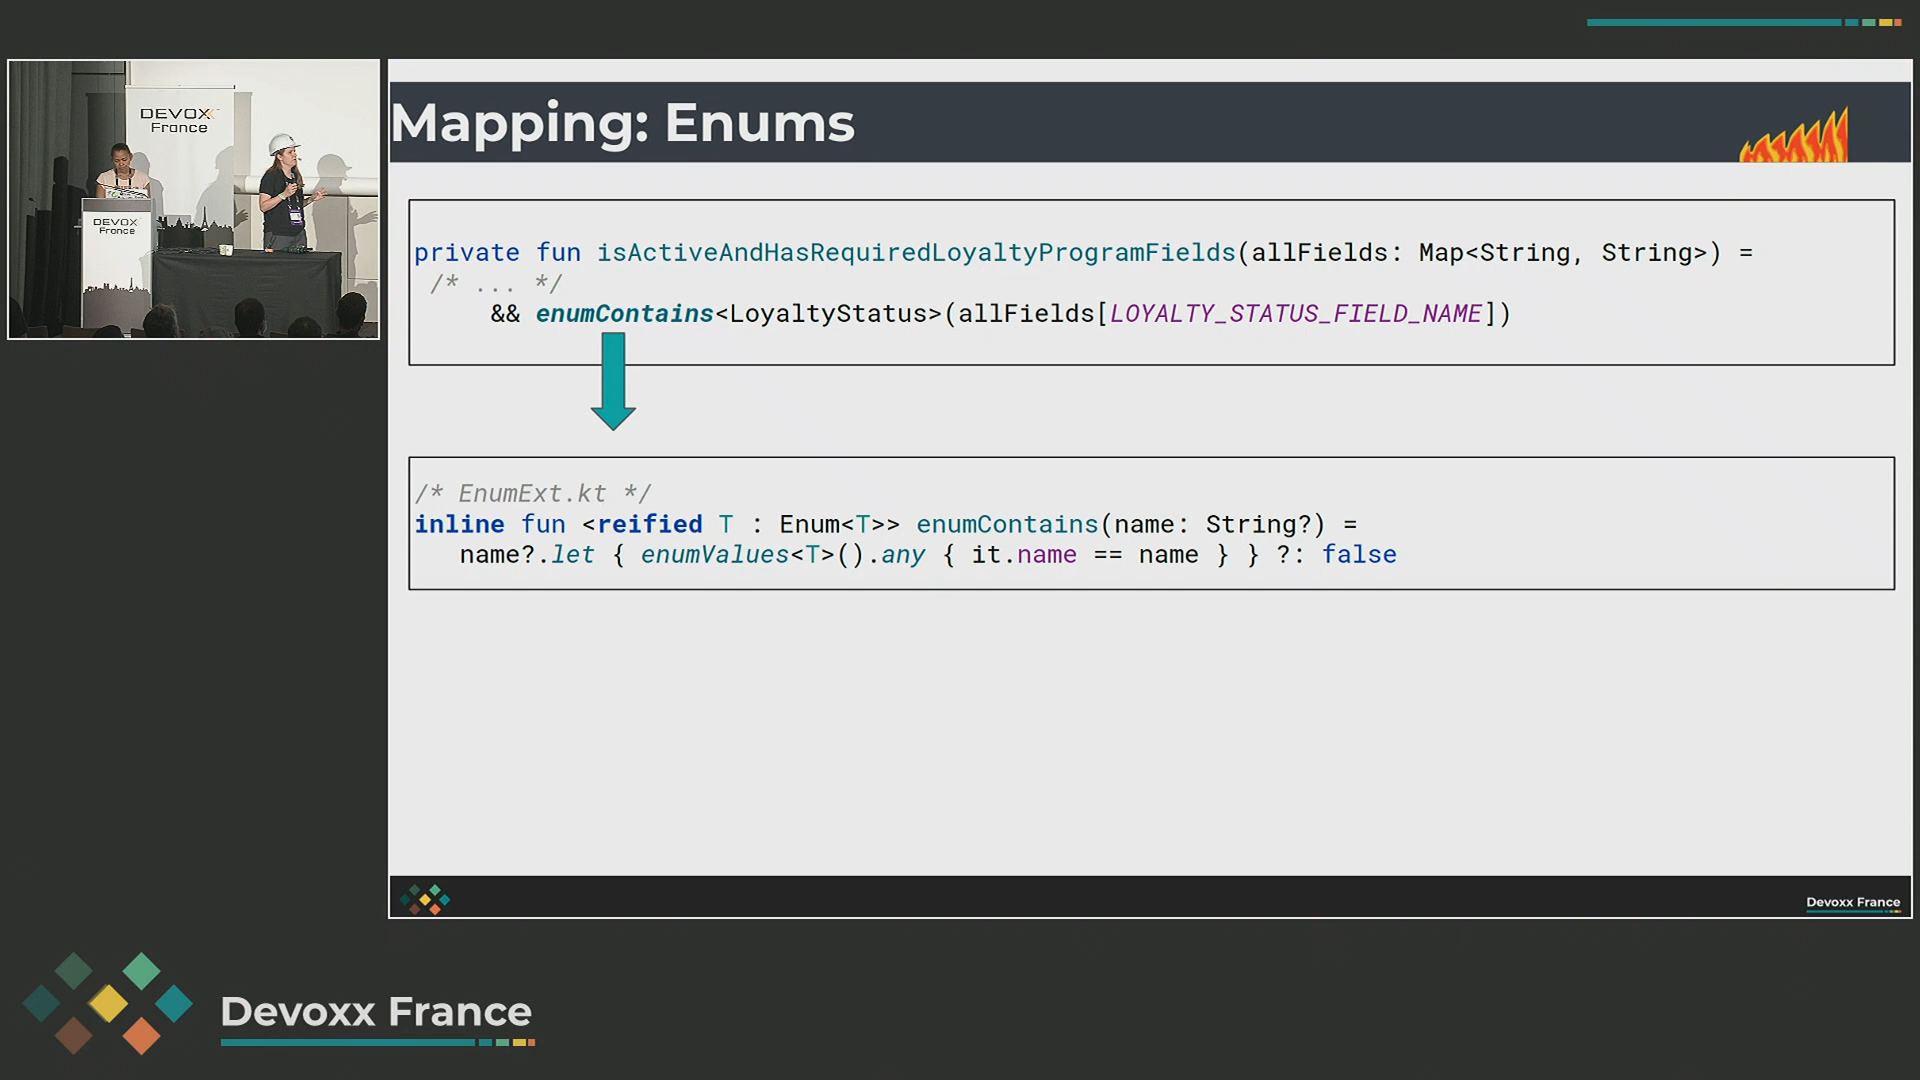 DEVOXX
France
DEVOX
France
Mapping: Enums
private fun isActiveAndHasRequiredLoyaltyProgramFields(allFields: Map<String, String>) =
/* ... */
&& enumContains<LoyaltyStatus>(allFields[LOYALTY_STATUS_FIELD_NAME])
/* EnumExt.kt */
inline fun <reified T : Enum<T>> enumContains(name: String?) =
name?.let { enumValues<T>().any { it.name == name } } ?: false
Devoxx France
Devoxx France